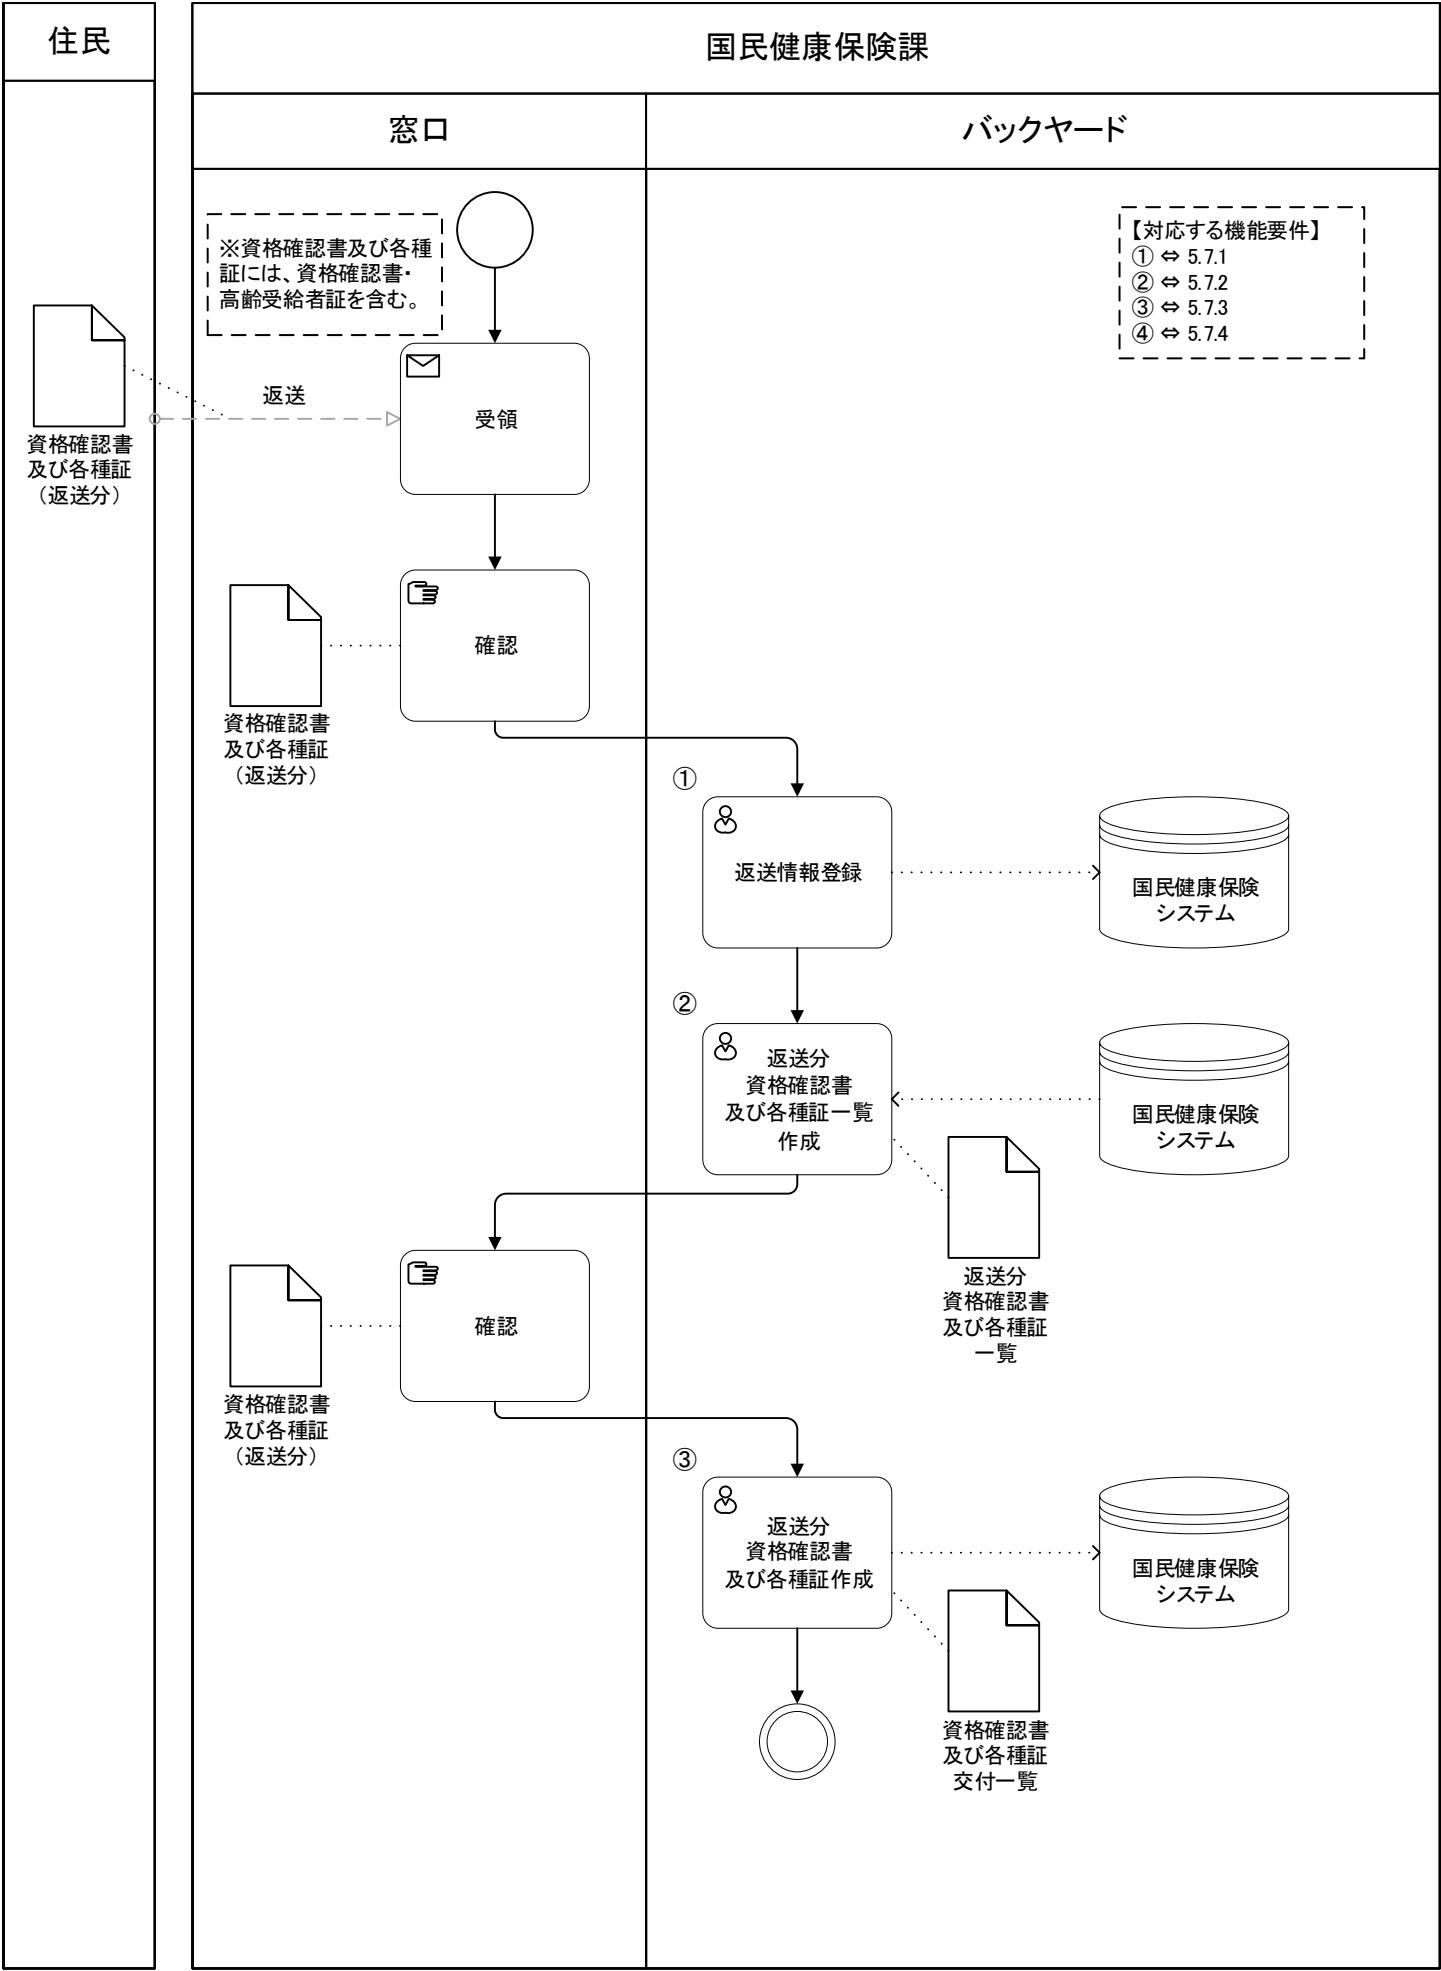 住民
国民健康保険課
窓口
バックヤード
※資格確認書及び各種
証には、資格確認書・
高齢受給者証を含む。
【対応する機能要件】
① ⇔ 5.7.1
② ⇔ 5.7.2
③ ⇔ 5.7.3
④ ⇔ 5.7.4
返送
受領
資格確認書
及び各種証
（返送分）
確認
資格確認書
及び各種証
（返送分）
①
返送情報登録
国民健康保険
システム
②
返送分
資格確認書
及び各種証一覧
作成
国民健康保険
システム
返送分
資格確認書
及び各種証
一覧
確認
資格確認書
及び各種証
（返送分）
③
返送分
資格確認書
及び各種証作成
国民健康保険
システム
資格確認書
及び各種証
交付一覧